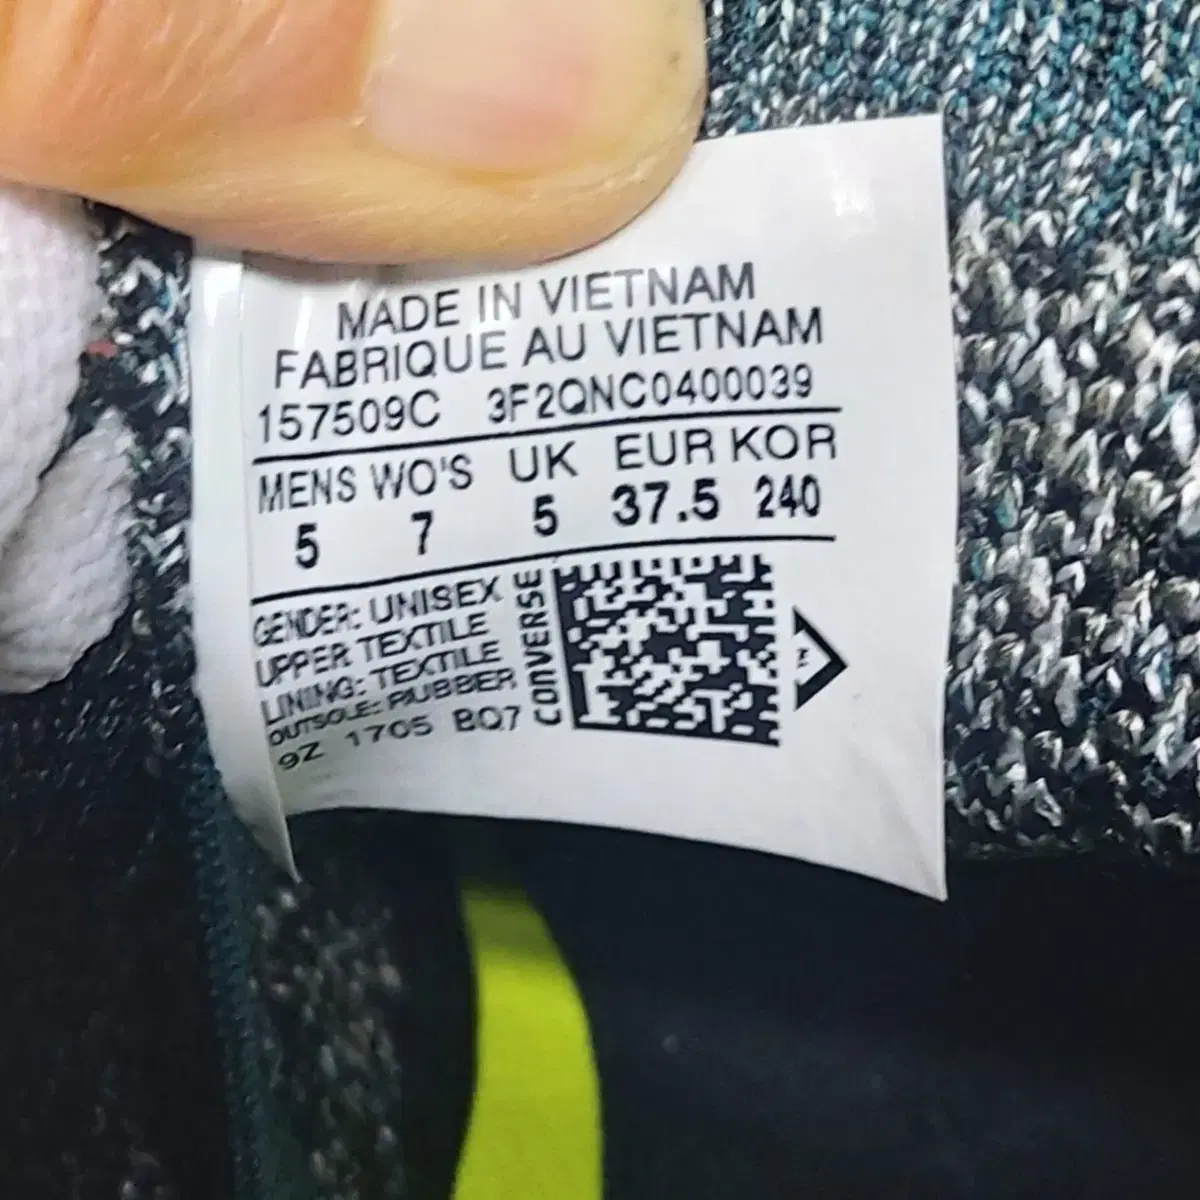 MADE IN VIETNAM
FABRIQUE AU VIETNAM
157509C 3F2QNC0400039
MENS WO'S UK EUR KOR
5 7 5 37.5 240
GENDER: UNISEX
UPPER TEXTILE
LINING: TEXTILE
OUTSOLE: RUBBER
9Z 1705 BQ7
CONVERSE